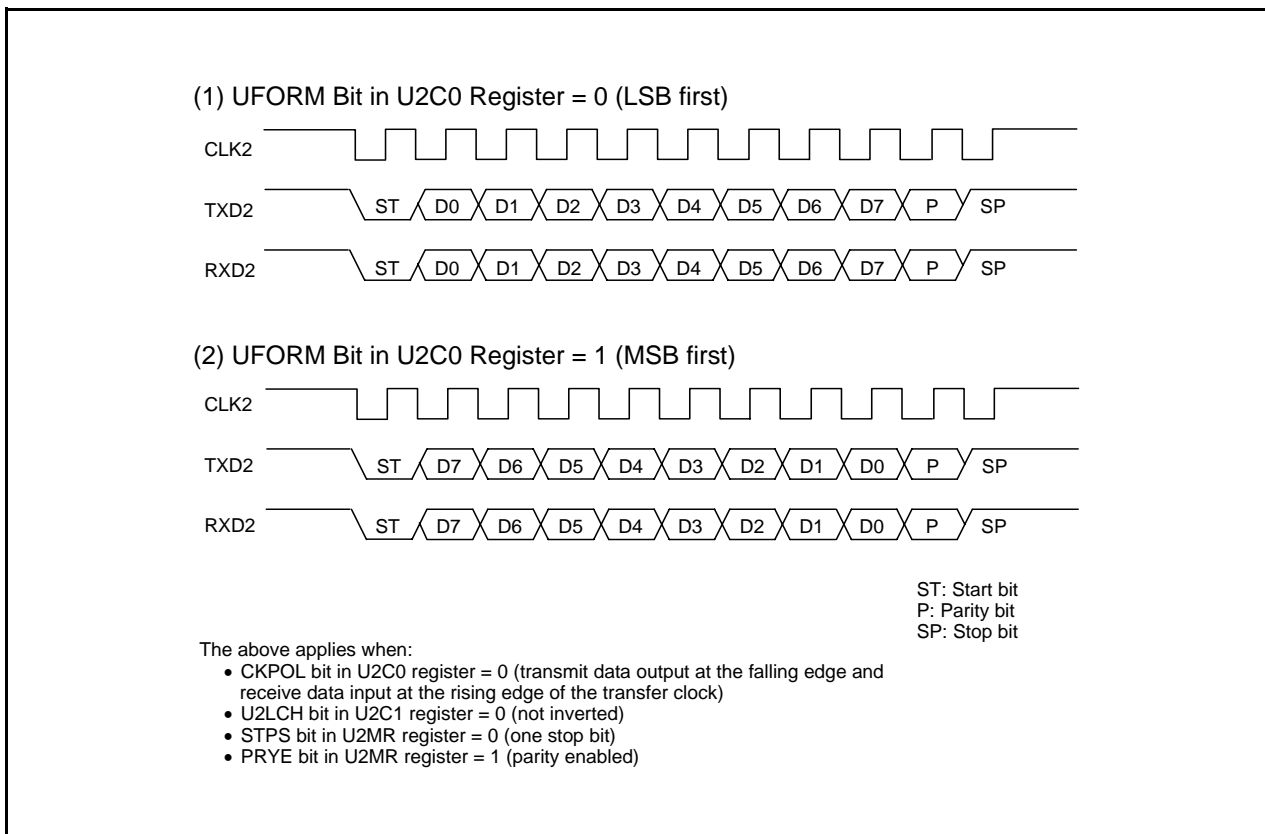 (1) UFORM Bit in U2C0 Register = 0 (LSB first)
CLK2
TXD2 ST D0 D1 D2 D3 D4 D5 D6 D7 P SP
RXD2 ST D0 D1 D2 D3 D4 D5 D6 D7 P SP
(2) UFORM Bit in U2C0 Register = 1 (MSB first)
CLK2
TXD2 ST D7 D6 D5 D4 D3 D2 D1 D0 P SP
RXD2 ST D7 D6 D5 D4 D3 D2 D1 D0 P SP
ST: Start bit
P: Parity bit
SP: Stop bit
The above applies when:
• CKPOL bit in U2C0 register = 0 (transmit data output at the falling edge and
receive data input at the rising edge of the transfer clock)
• U2LCH bit in U2C1 register = 0 (not inverted)
• STPS bit in U2MR register = 0 (one stop bit)
• PRYE bit in U2MR register = 1 (parity enabled)